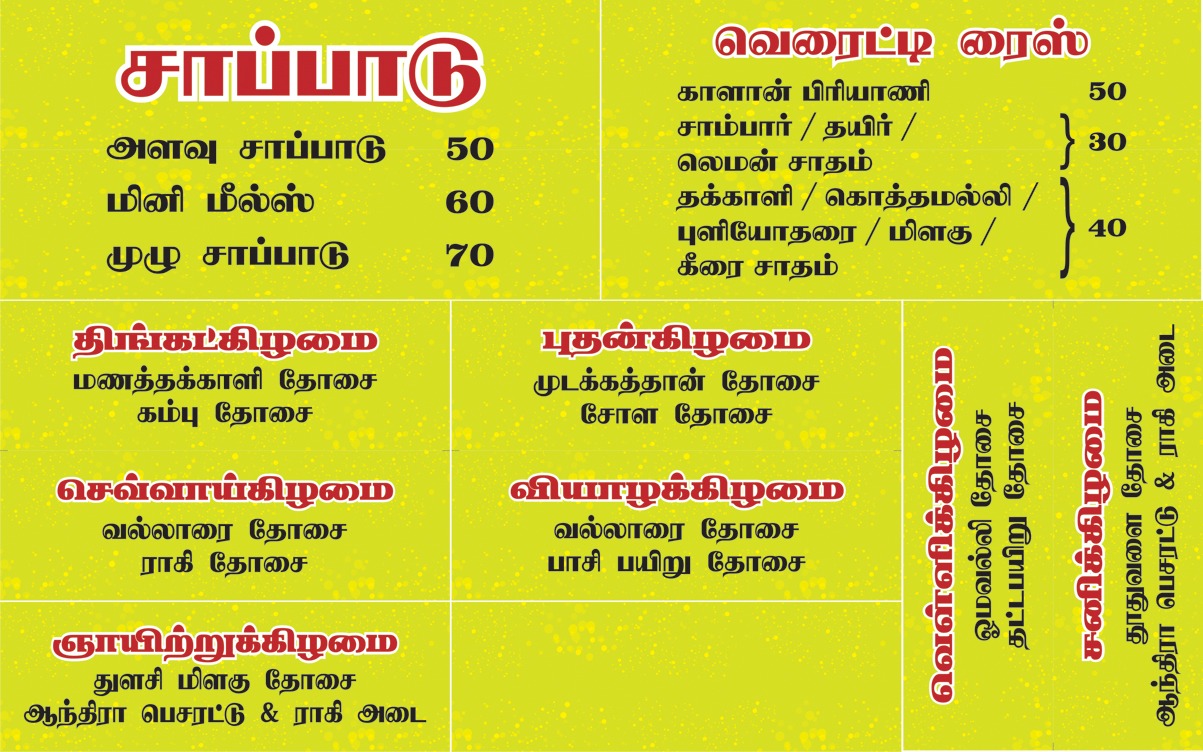 சாப்பாடு
அளவு சாப்பாடு 50
மினி மீல்ஸ் 60
முழு சாப்பாடு 70
வெரைட்டி ரைஸ்
காளான் பிரியாணி 50
சாம்பார் / தயிர் /
லெமன் சாதம்
} 30
தக்காளி / கொத்தமல்லி /
புளியோதரை / மிளகு /
கீரை சாதம்
} 40
திங்கட்கிழமை
மணத்தக்காளி தோசை
கம்பு தோசை
புதன்கிழமை
முடக்கத்தான் தோசை
சோள தோசை
செவ்வாய்கிழமை
வல்லாரை தோசை
ராகி தோசை
வியாழக்கிழமை
வல்லாரை தோசை
பாசி பயிறு தோசை
வெள்ளிக்கிழமை
ஓமவல்லி தோசை
தட்டபயிறு தோசை
சனிக்கிழமை
தூதுவளை தோசை
ஆந்திரா பெசரட்டு & ராகி அடை
ஞாயிற்றுக்கிழமை
துளசி மிளகு தோசை
ஆந்திரா பெசரட்டு & ராகி அடை